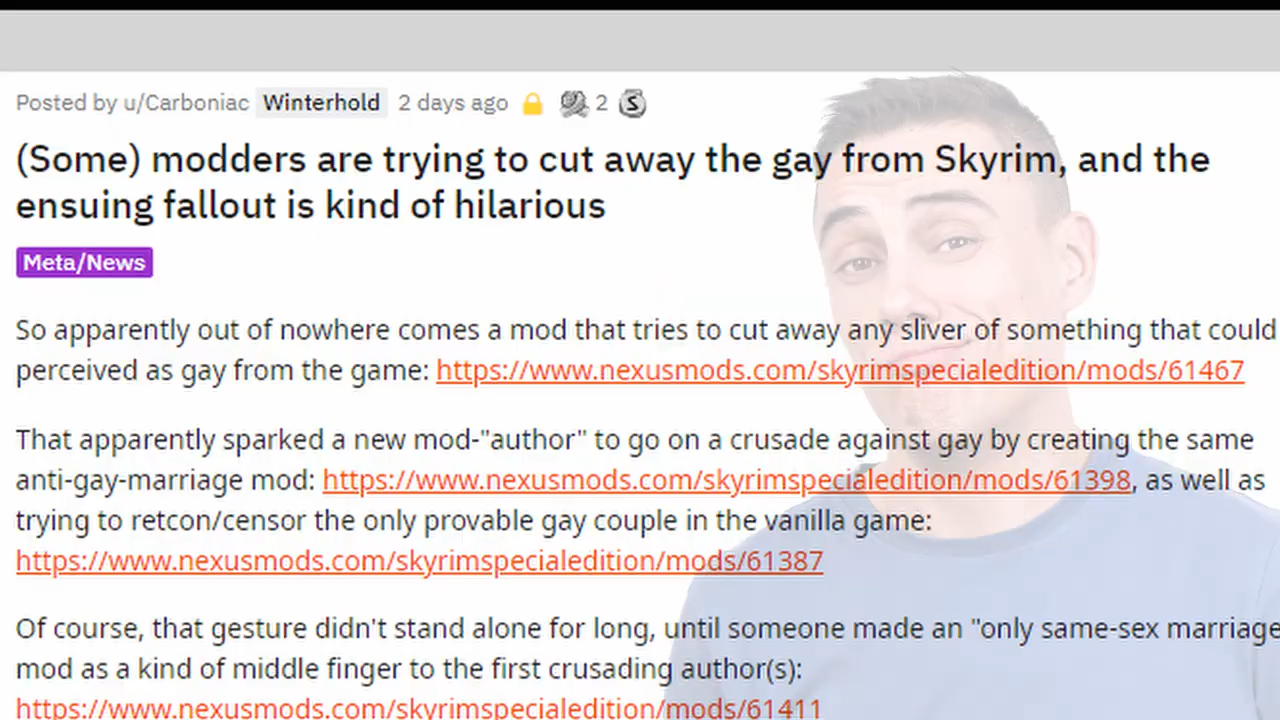 Posted by u/Carboniac Winterhold 2 days ago 2 S
(Some) modders are trying to cut away the gay from Skyrim, and the
ensuing fallout is kind of hilarious
Meta/News
So apparently out of nowhere comes a mod that tries to cut away any sliver of something that could
perceived as gay from the game: https://www.nexusmods.com/skyrimspecialedition/mods/61467
That apparently sparked a new mod-"author" to go on a crusade against gay by creating the same
anti-gay-marriage mod: https://www.nexusmods.com/skyrimspecialedition/mods/61398, as well as
trying to retcon/censor the only provable gay couple in the vanilla game:
https://www.nexusmods.com/skyrimspecialedition/mods/61387
Of course, that gesture didn't stand alone for long, until someone made an "only same-sex marriage
mod as a kind of middle finger to the first crusading author(s):
https://www.nexusmods.com/skyrimspecialedition/mods/61411